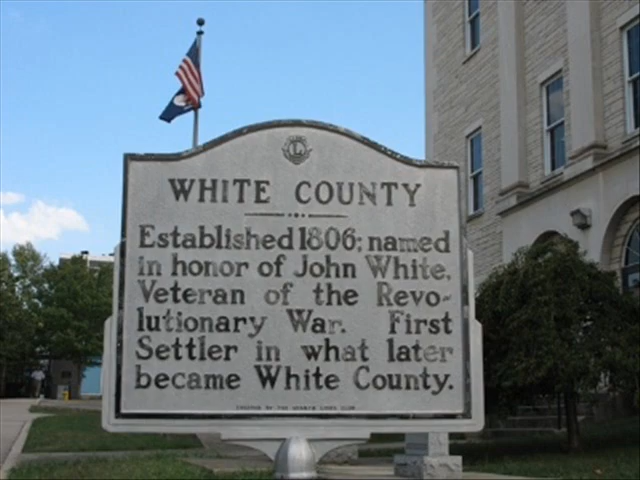 L
WHITE COUNTY
Established 1806; named
in honor of John White,
Veteran of the Revo-
lutionary War. First
Settler in what later
became White County.